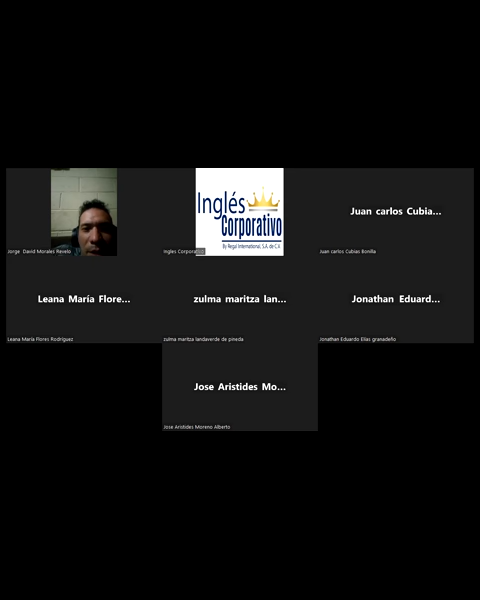 Inglés
Corporativo
By Regal International, S.A. de C.V.
Juan carlos Cubia...
Jorge David Morales Revelo
Ingles Corporativo
Juan carlos Cubias Bonilla
Leana María Flore...
zulma maritza lan...
Jonathan Eduard...
Leana María Flores Rodriguez
zulma maritza landaverde de pineda
Jonathan Eduardo Elías granadeño
Jose Aristides Mo...
Jose Aristides Moreno Alberto